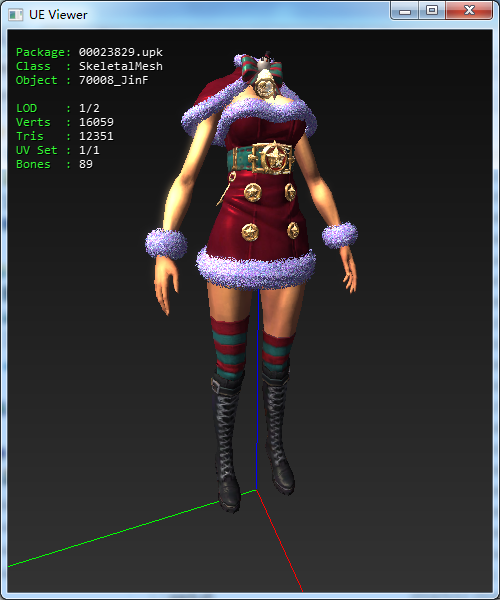 UE Viewer
Package: 00023829.upk
Class : SkeletalMesh
Object : 70008_JinF
LOD : 1/2
Verts : 16059
Tris : 12351
UV Set : 1/1
Bones : 89